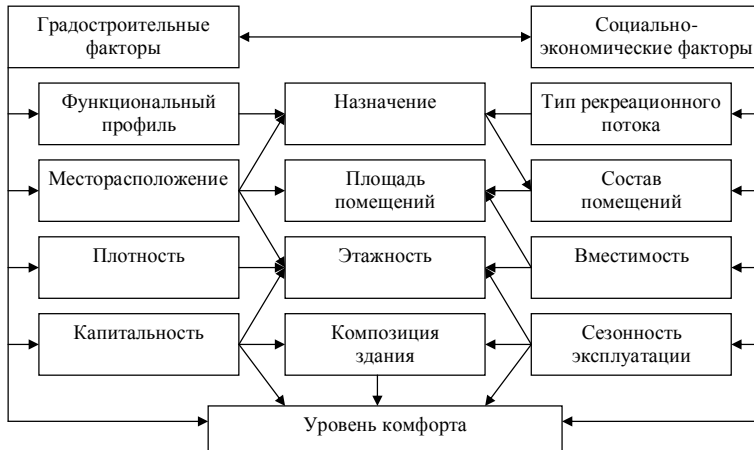 Градостроительные
факторы
Социально-
экономические факторы
Функциональный
профиль
Назначение
Тип рекреационного
потока
Месторасположение
Площадь
помещений
Состав
помещений
Плотность
Этажность
Вместимость
Капитальность
Композиция
здания
Сезонность
эксплуатации
Уровень комфорта